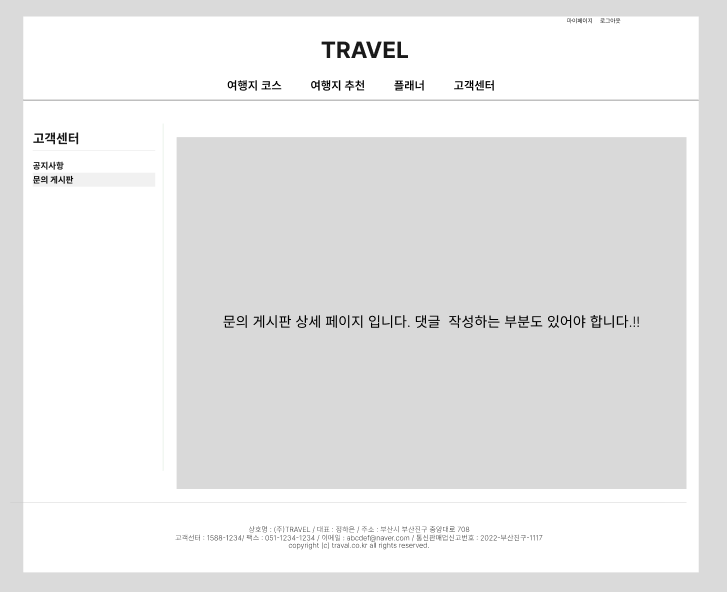 마이페이지 로그아웃
TRAVEL
여행지 코스 여행지 추천 플래너 고객센터
고객센터
공지사항
문의 게시판
문의 게시판 상세 페이지 입니다. 댓글 작성하는 부분도 있어야 합니다.!!
상호명 : (주)TRAVEL / 대표 : 정하은 / 주소 : 부산시 부산진구 중앙대로 708
고객선터 : 1568-1234/ 팩스 : 051-1234-1234 / 이메일 : abcdef@naver.com / 통신판매업신고번호 : 2022-부산진구-1117
copyright (c) traval.co.kr all rights reserved.